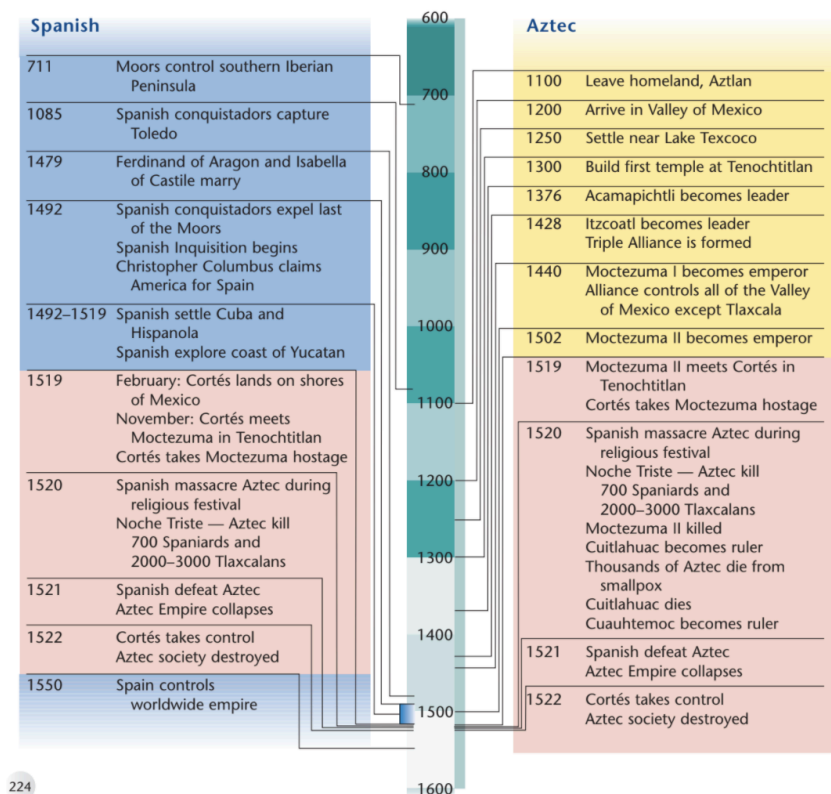 Spanish
711 Moors control southern Iberian
Peninsula
1085 Spanish conquistadors capture
Toledo
1479 Ferdinand of Aragon and Isabella
of Castile marry
1492 Spanish conquistadors expel last
of the Moors
Spanish Inquisition begins
Christopher Columbus claims
America for Spain
1492–1519 Spanish settle Cuba and
Hispanola
Spanish explore coast of Yucatan
1519 February: Cortés lands on shores
of Mexico
November: Cortés meets
Moctezuma in Tenochtitlan
Cortés takes Moctezuma hostage
1520 Spanish massacre Aztec during
religious festival
Noche Triste — Aztec kill
700 Spaniards and
2000–3000 Tlaxcalans
1521 Spanish defeat Aztec
Aztec Empire collapses
1522 Cortés takes control
Aztec society destroyed
1550 Spain controls
worldwide empire
600
700
800
900
1000
1100
1200
1300
1400
1500
1600
Aztec
1100 Leave homeland, Aztlan
1200 Arrive in Valley of Mexico
1250 Settle near Lake Texcoco
1300 Build first temple at Tenochtitlan
1376 Acamapichtli becomes leader
1428 Itzcoatl becomes leader
Triple Alliance is formed
1440 Moctezuma I becomes emperor
Alliance controls all of the Valley
of Mexico except Tlaxcala
1502 Moctezuma II becomes emperor
1519 Moctezuma II meets Cortés in
Tenochtitlan
Cortés takes Moctezuma hostage
1520 Spanish massacre Aztec during
religious festival
Noche Triste — Aztec kill
700 Spaniards and
2000–3000 Tlaxcalans
Moctezuma II killed
Cuitlahuac becomes ruler
Thousands of Aztec die from
smallpox
Cuitlahuac dies
Cuauhtemoc becomes ruler
1521 Spanish defeat Aztec
Aztec Empire collapses
1522 Cortés takes control
Aztec society destroyed
224